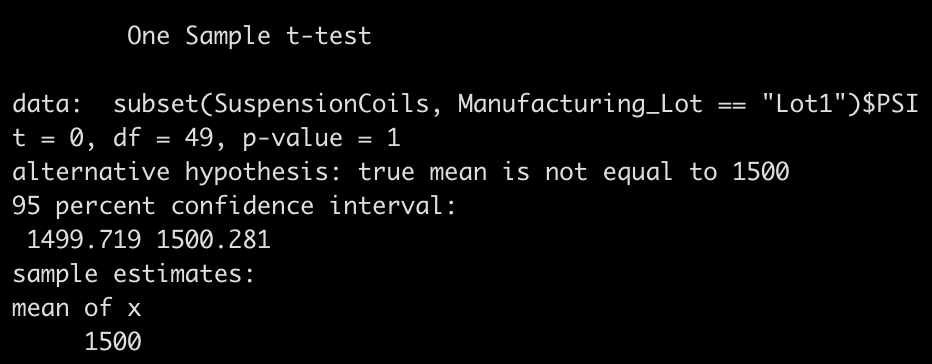 One Sample t-test
data:  subset(SuspensionCoils, Manufacturing_Lot == "Lot1")$PSI
t = 0, df = 49, p-value = 1
alternative hypothesis: true mean is not equal to 1500
95 percent confidence interval:
1499.719 1500.281
sample estimates:
mean of x
1500